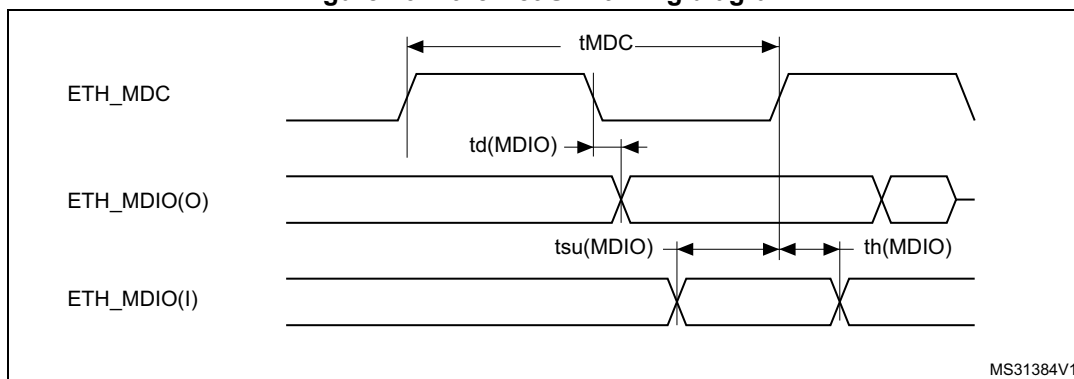 tMDC
ETH_MDC
td(MDIO)
ETH_MDIO(O)
tsu(MDIO) th(MDIO)
ETH_MDIO(I)
MS31384V1